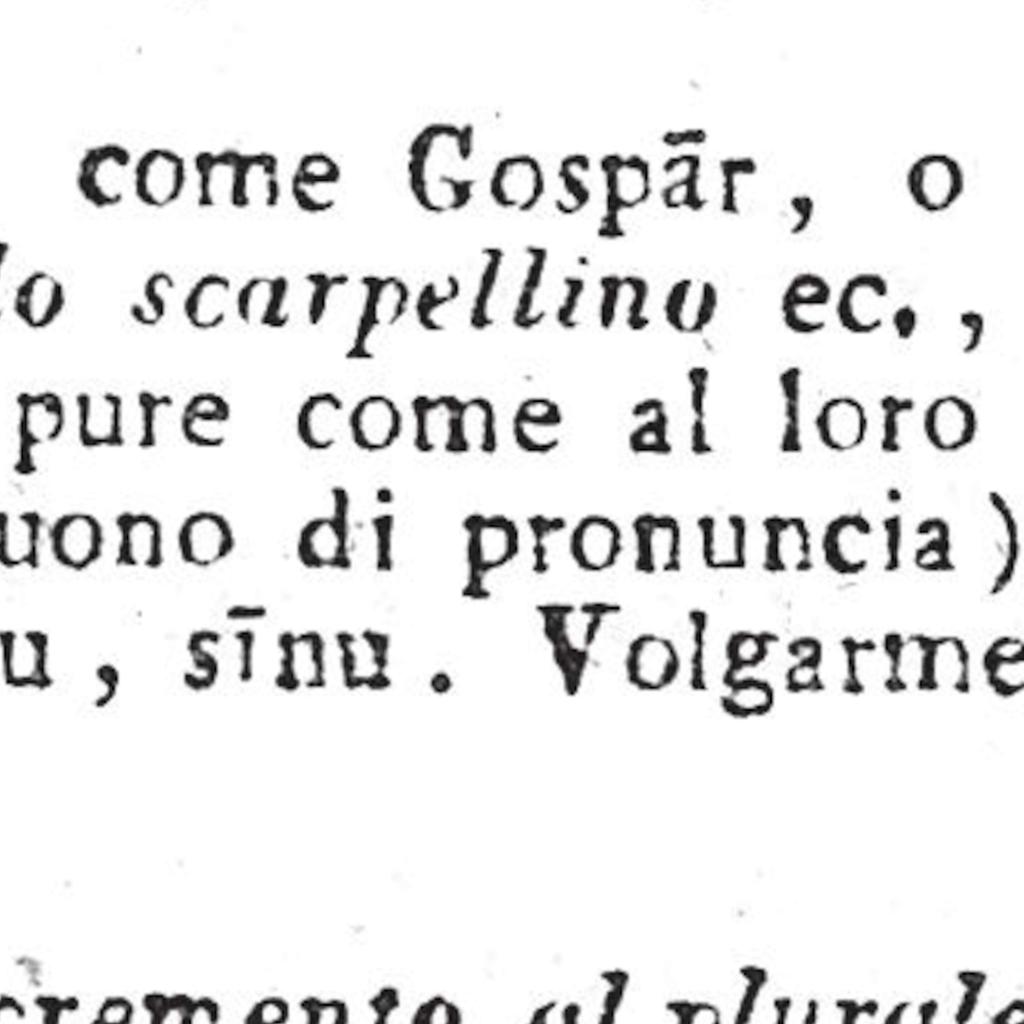 come Gospār, o
lo scarpellino ec.,
pure come al loro
uono di pronuncia)
u, sīnu. Volgarme
cremento al plurale